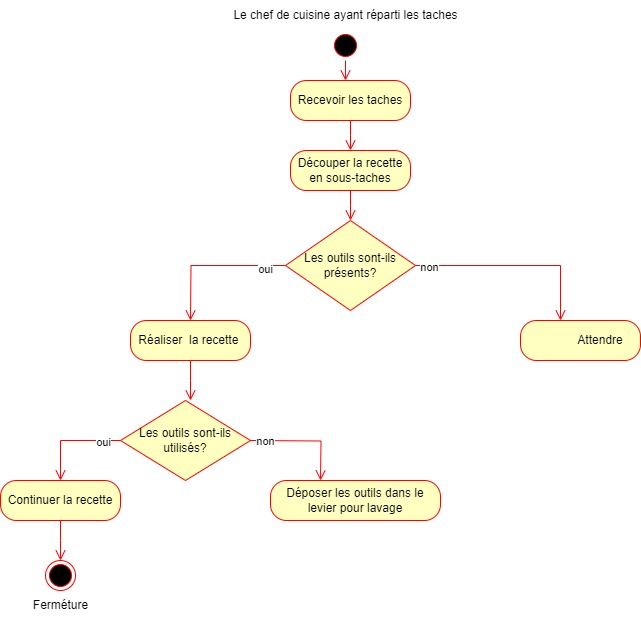 Le chef de cuisine ayant réparti les taches
Recevoir les taches
Découper la recette
en sous-taches
Les outils sont-ils
présents?
oui
non
Réaliser la recette
Attendre
Les outils sont-ils
utilisés?
oui
non
Continuer la recette
Déposer les outils dans le
levier pour lavage
Ferméture